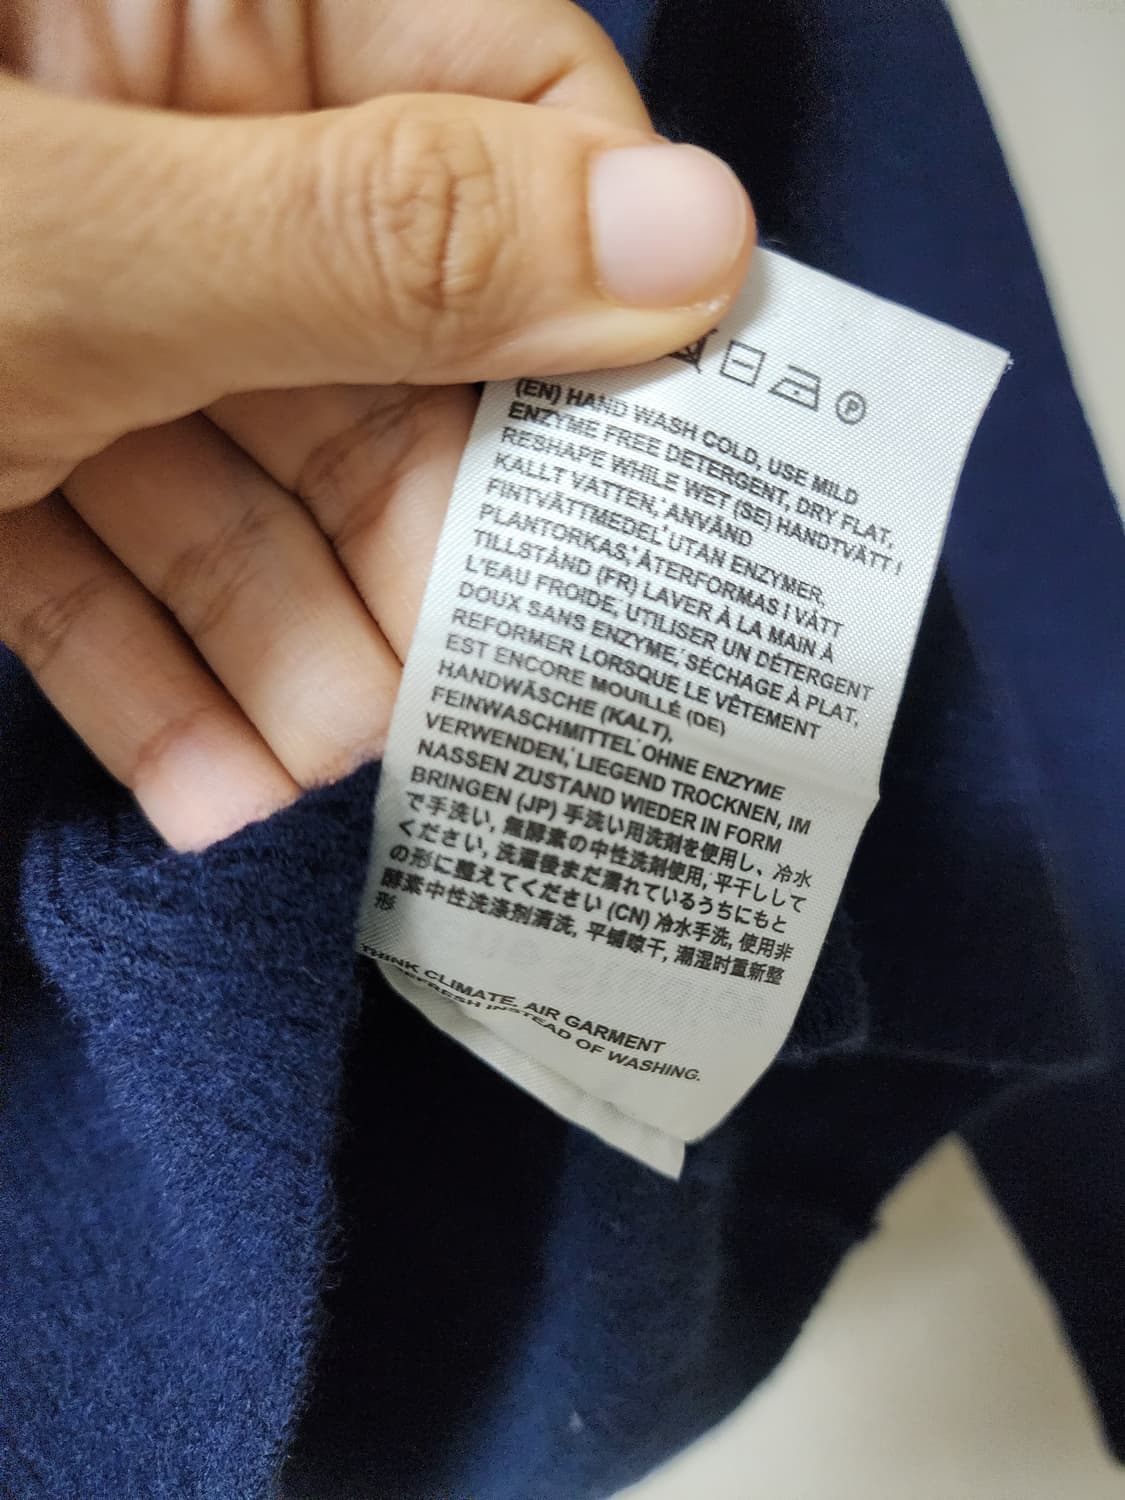 (EN) HAND WASH COLD, USE MILD
ENZYME FREE DETERGENT, DRY FLAT,
RESHAPE WHILE WET (SE) HANDTVÄTT I
KALLT VATTEN, ANVÄND
FINTVÄTTMEDEL UTAN ENZYMER,
PLANTORKAS, ÅTERFORMAS I VÅTT
TILLSTÅND (FR) LAVER À LA MAIN À
L'EAU FROIDE, UTILISER UN DÉTERGENT
DOUX SANS ENZYME, SÉCHAGE À PLAT,
REFORMER LORSQUE LE VÊTEMENT
EST ENCORE MOUILLÉ (DE)
HANDWÄSCHE (KALT),
FEINWASCHMITTEL OHNE ENZYME
VERWENDEN, LIEGEND TROCKNEN, IM
NASSEN ZUSTAND WIEDER IN FORM
BRINGEN (JP) 手洗い用洗剤を使用し、冷水
で手洗い, 無酵素の中性洗剤使用, 平干しして
ください, 洗濯後まだ濡れているうちにもと
の形に整えてください (CN) 冷水手洗, 使用非
酵素中性洗涤剂清洗, 平铺晾干, 潮湿时重新整
形
THINK CLIMATE, AIR GARMENT
REFRESH INSTEAD OF WASHING.